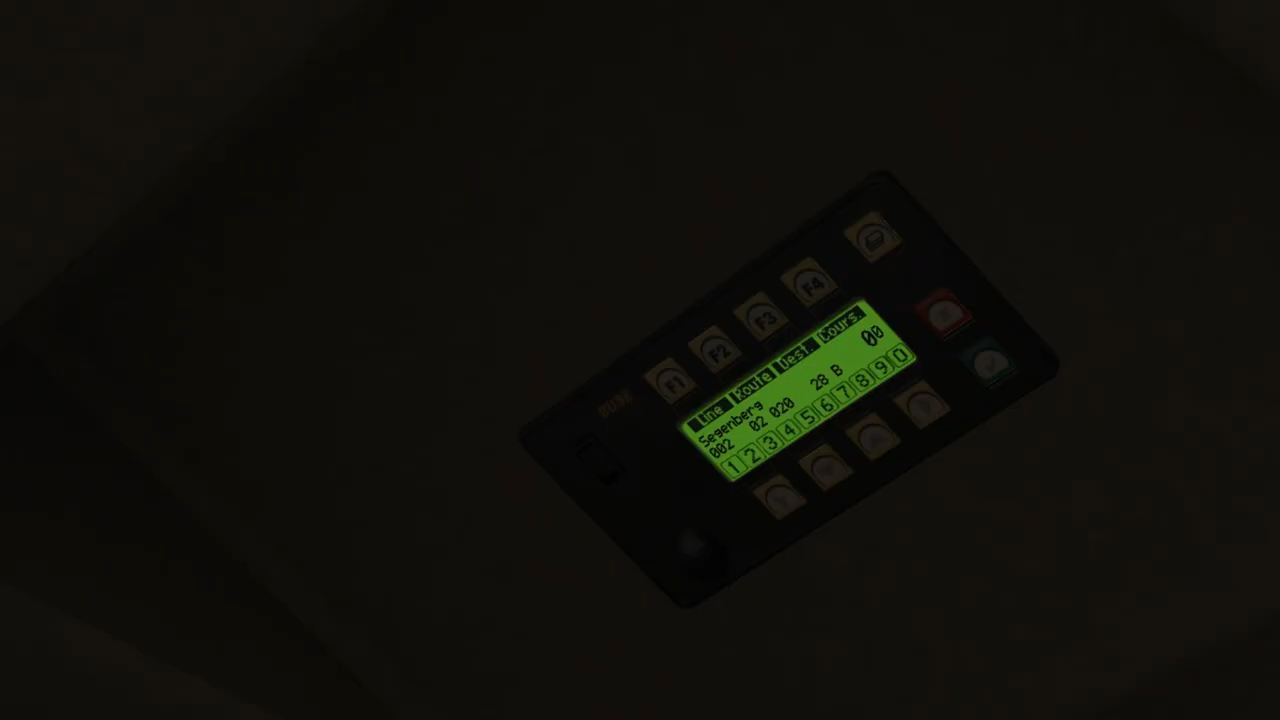 F1 F2 F3 F4
Line Route Dest. Cours.
Segenberg 28 B 00
002 02 020
1 2 3 4 5 6 7 8 9 0